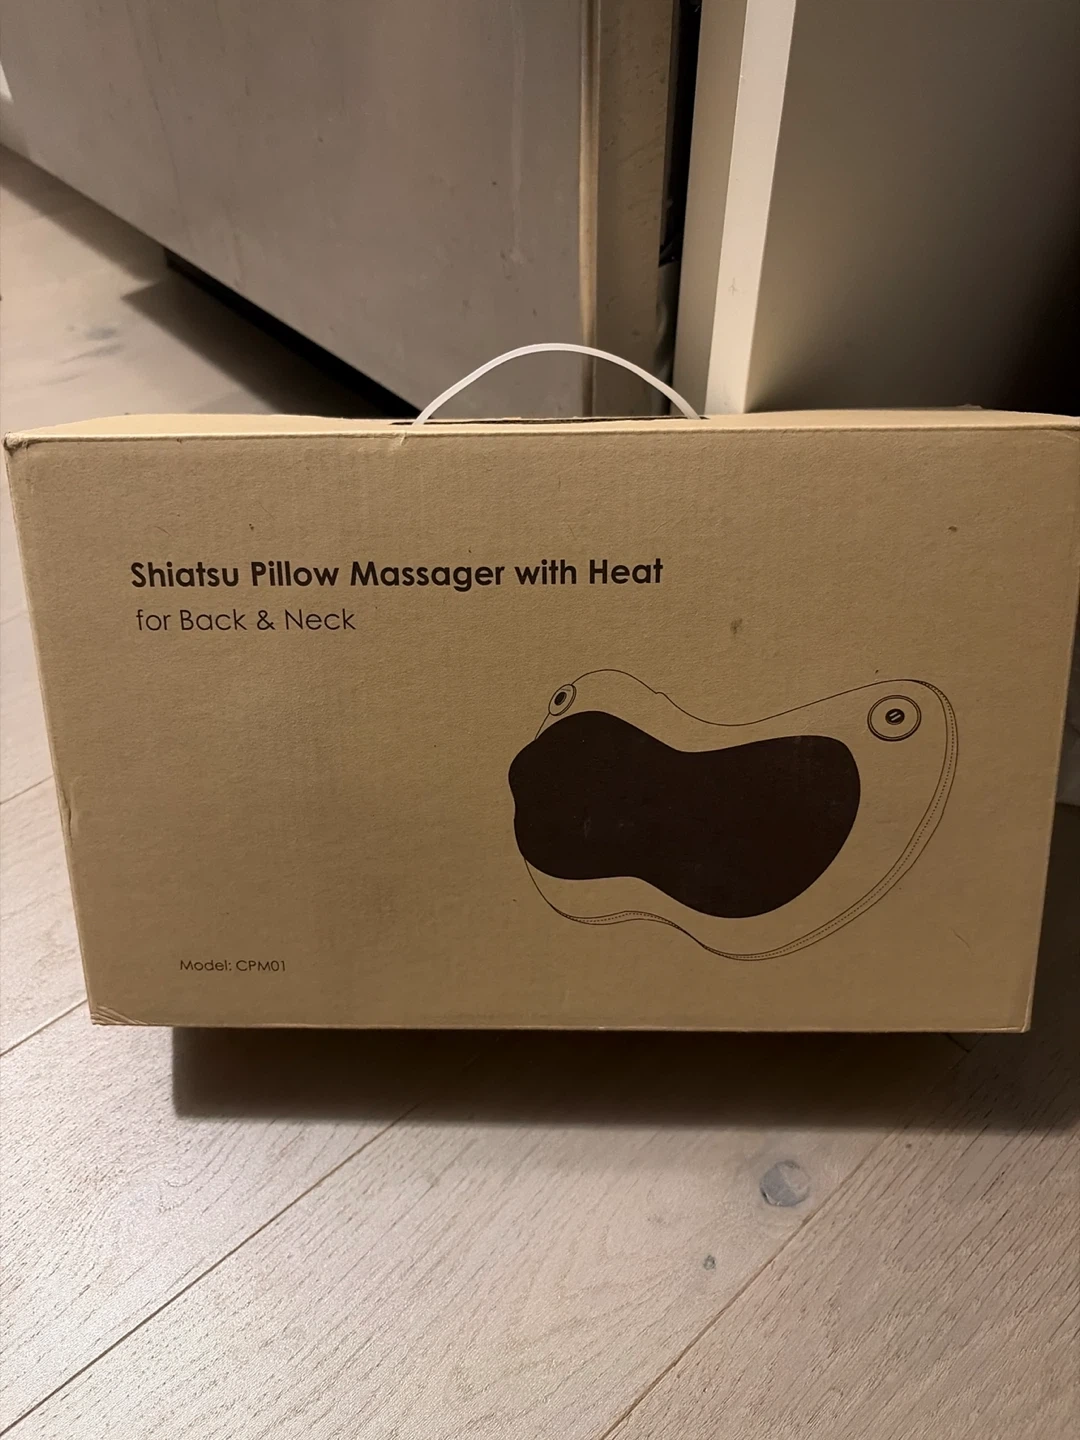 Shiatsu Pillow Massager with Heat
for Back & Neck
Model: CPM01